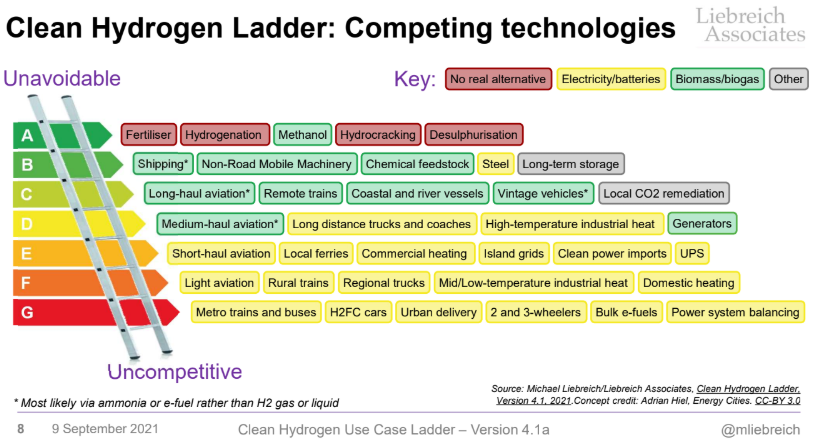 Clean Hydrogen Ladder: Competing technologies
Liebreich
Associates
Unavoidable
Key: No real alternative Electricity/batteries Biomass/biogas Other
A Fertiliser Hydrogenation Methanol Hydrocracking Desulphurisation
B Shipping* Non-Road Mobile Machinery Chemical feedstock Steel Long-term storage
C Long-haul aviation* Remote trains Coastal and river vessels Vintage vehicles* Local CO2 remediation
D Medium-haul aviation* Long distance trucks and coaches High-temperature industrial heat Generators
E Short-haul aviation Local ferries Commercial heating Island grids Clean power imports UPS
F Light aviation Rural trains Regional trucks Mid/Low-temperature industrial heat Domestic heating
G Metro trains and buses H2FC cars Urban delivery 2 and 3-wheelers Bulk e-fuels Power system balancing
Uncompetitive
* Most likely via ammonia or e-fuel rather than H2 gas or liquid
Source: Michael Liebreich/Liebreich Associates, Clean Hydrogen Ladder,
Version 4.1, 2021.Concept credit: Adrian Hiel, Energy Cities. CC-BY 3.0
8 9 September 2021 Clean Hydrogen Use Case Ladder – Version 4.1a @mliebreich